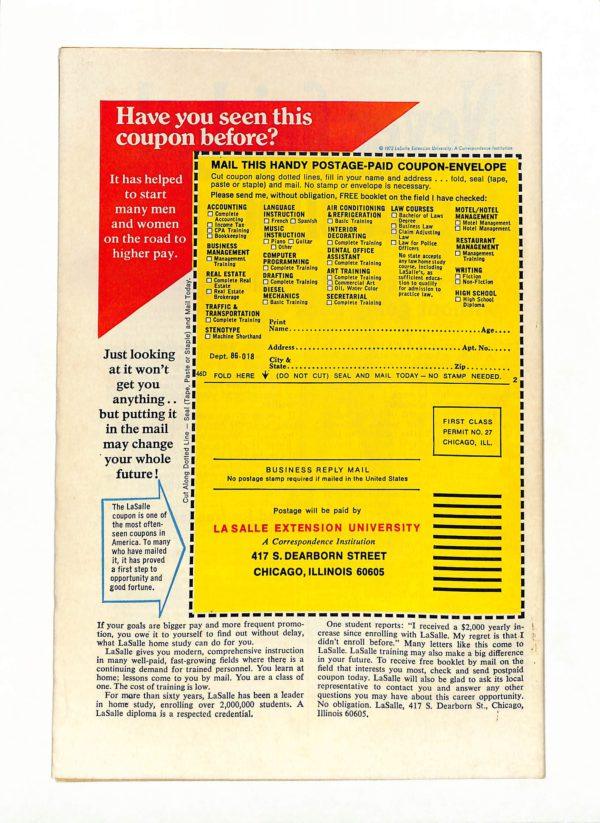 Have you seen this
coupon before?
© 1973 LaSalle Extension University, A Correspondence Institution
It has helped
to start
many men
and women
on the road to
higher pay.
Just looking
at it won't
get you
anything..
but putting it
in the mail
may change
your whole
future!
The LaSalle
coupon is one of
the most often-
seen coupons in
America. To many
who have mailed
it, it has proved
a first step to
opportunity and
good fortune.
Cut Along Dotted Line – Seal (Tape, Paste or Staple) and Mail Today.
MAIL THIS HANDY POSTAGE-PAID COUPON-ENVELOPE
Cut coupon along dotted lines, fill in your name and address . . . fold, seal (tape,
paste or staple) and mail. No stamp or envelope is necessary.
Please send me, without obligation, FREE booklet on the field I have checked:
ACCOUNTING
Complete
Accounting
Income Tax
CPA Training
Bookkeeping
BUSINESS
MANAGEMENT
Management
Training
REAL ESTATE
Complete Real
Estate
Real Estate
Brokerage
TRAFFIC &
TRANSPORTATION
Complete Training
STENOTYPE
Machine Shorthand
LANGUAGE
INSTRUCTION
French Spanish
MUSIC
INSTRUCTION
Piano Guitar
Other
COMPUTER
PROGRAMMING
Complete Training
DRAFTING
Complete Training
DIESEL
MECHANICS
Basic Training
AIR CONDITIONING
& REFRIGERATION
Basic Training
INTERIOR
DECORATING
Complete Training
DENTAL OFFICE
ASSISTANT
Complete Training
ART TRAINING
Complete Training
Commercial Art
Oil, Water Color
SECRETARIAL
Complete Training
LAW COURSES
Bachelor of Laws
Degree
Business Law
Claim Adjusting
Law
Law for Police
Officers
No state accepts
any law home study
course, including
LaSalle's, as
sufficient educa-
tion to qualify
for admission to
practice law.
MOTEL/HOTEL
MANAGEMENT
Motel Management
Hotel Management
RESTAURANT
MANAGEMENT
Management
Training
WRITING
Fiction
Non-Fiction
HIGH SCHOOL
High School
Diploma
Print
Name Age
Address Apt. No.
Dept. 86-018
City &
State Zip
46D FOLD HERE (DO NOT CUT) SEAL AND MAIL TODAY – NO STAMP NEEDED. 2
FIRST CLASS
PERMIT NO. 27
CHICAGO, ILL.
BUSINESS REPLY MAIL
No postage stamp required if mailed in the United States
Postage will be paid by
LA SALLE EXTENSION UNIVERSITY
A Correspondence Institution
417 S. DEARBORN STREET
CHICAGO, ILLINOIS 60605
If your goals are bigger pay and more frequent promo-
tion, you owe it to yourself to find out without delay,
what LaSalle home study can do for you.
LaSalle gives you modern, comprehensive instruction
in many well-paid, fast-growing fields where there is a
continuing demand for trained personnel. You learn at
home; lessons come to you by mail. You are a class of
one. The cost of training is low.
For more than sixty years, LaSalle has been a leader
in home study, enrolling over 2,000,000 students. A
LaSalle diploma is a respected credential.
One student reports: "I received a $2,000 yearly in-
crease since enrolling with LaSalle. My regret is that I
didn't enroll before." Many letters like this come to
LaSalle. LaSalle training may also make a big difference
in your future. To receive free booklet by mail on the
field that interests you most, check and send postpaid
coupon today. LaSalle will also be glad to ask its local
representative to contact you and answer any other
questions you may have about this career opportunity.
No obligation. LaSalle, 417 S. Dearborn St., Chicago,
Illinois 60605.